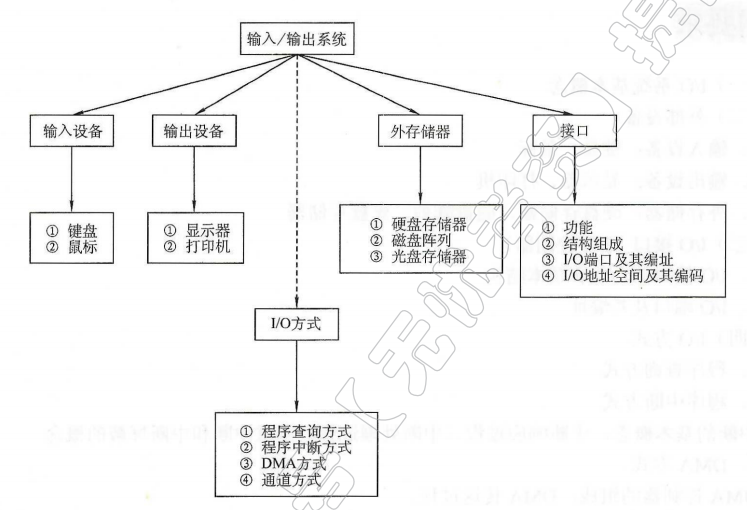 输入/输出系统
输入设备
输出设备
外存储器
接口
① 键盘
② 鼠标
① 显示器
② 打印机
① 硬盘存储器
② 磁盘阵列
③ 光盘存储器
① 功能
② 结构组成
③ I/O端口及其编址
④ I/O地址空间及其编码
I/O方式
① 程序查询方式
② 程序中断方式
③ DMA方式
④ 通道方式